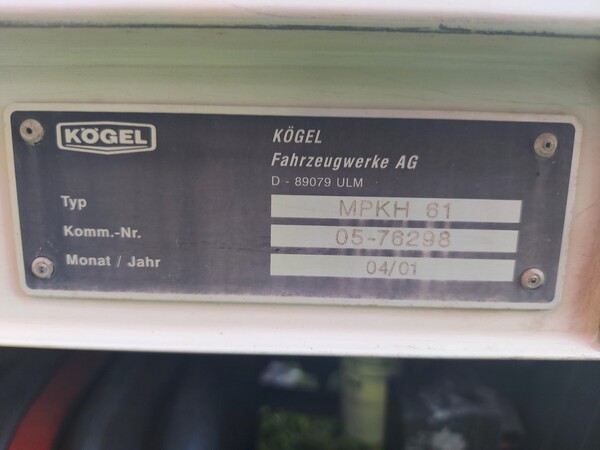 KÖGEL
KÖGEL
Fahrzeugwerke AG
D - 89079 ULM
Typ MPKH 61
Komm.-Nr. 05-76298
Monat / Jahr 04/01